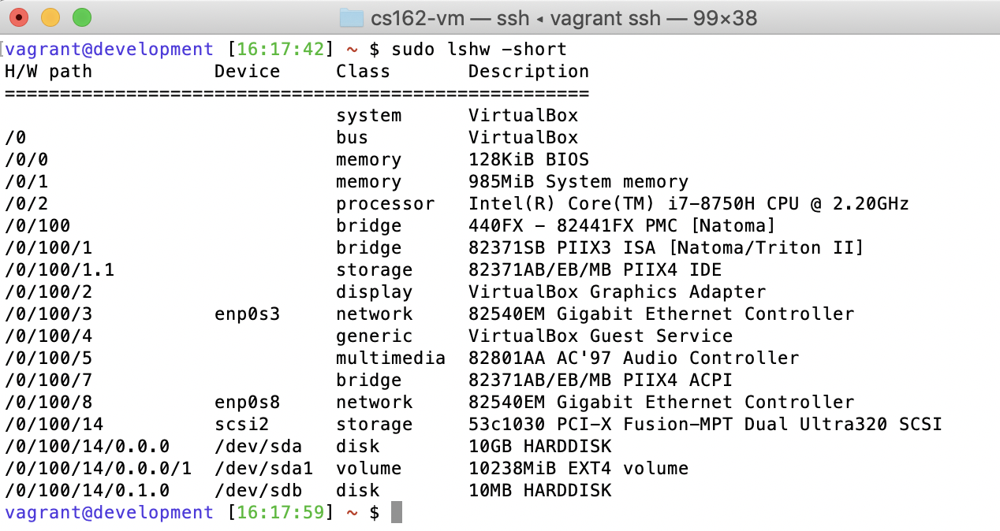 cs162-vm — ssh ◂ vagrant ssh — 99×38
[vagrant@development [16:17:42] ~ $ sudo lshw -short
H/W path           Device     Class       Description
=====================================================
                              system      VirtualBox
/0                            bus         VirtualBox
/0/0                          memory      128KiB BIOS
/0/1                          memory      985MiB System memory
/0/2                          processor   Intel(R) Core(TM) i7-8750H CPU @ 2.20GHz
/0/100                        bridge      440FX - 82441FX PMC [Natoma]
/0/100/1                      bridge      82371SB PIIX3 ISA [Natoma/Triton II]
/0/100/1.1                    storage     82371AB/EB/MB PIIX4 IDE
/0/100/2                      display     VirtualBox Graphics Adapter
/0/100/3           enp0s3     network     82540EM Gigabit Ethernet Controller
/0/100/4                      generic     VirtualBox Guest Service
/0/100/5                      multimedia  82801AA AC'97 Audio Controller
/0/100/7                      bridge      82371AB/EB/MB PIIX4 ACPI
/0/100/8           enp0s8     network     82540EM Gigabit Ethernet Controller
/0/100/14          scsi2      storage     53c1030 PCI-X Fusion-MPT Dual Ultra320 SCSI
/0/100/14/0.0.0    /dev/sda   disk        10GB HARDDISK
/0/100/14/0.0.0/1  /dev/sda1  volume      10238MiB EXT4 volume
/0/100/14/0.1.0    /dev/sdb   disk        10MB HARDDISK
vagrant@development [16:17:59] ~ $